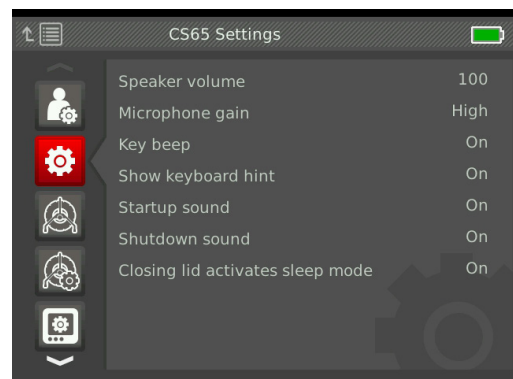 CS65 Settings
Speaker volume 100
Microphone gain High
Key beep On
Show keyboard hint On
Startup sound On
Shutdown sound On
Closing lid activates sleep mode On